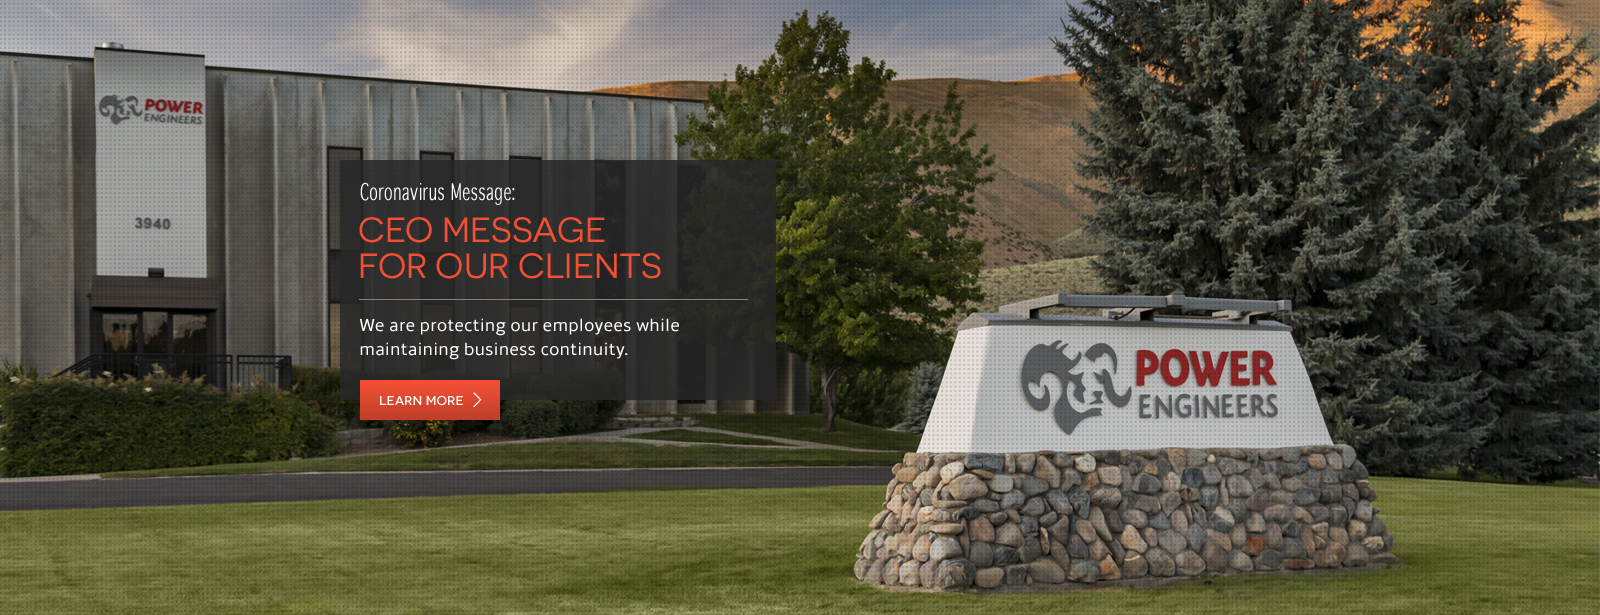 POWER
ENGINEERS
3940
Coronavirus Message:
CEO MESSAGE
FOR OUR CLIENTS
We are protecting our employees while
maintaining business continuity.
LEARN MORE
POWER
ENGINEERS